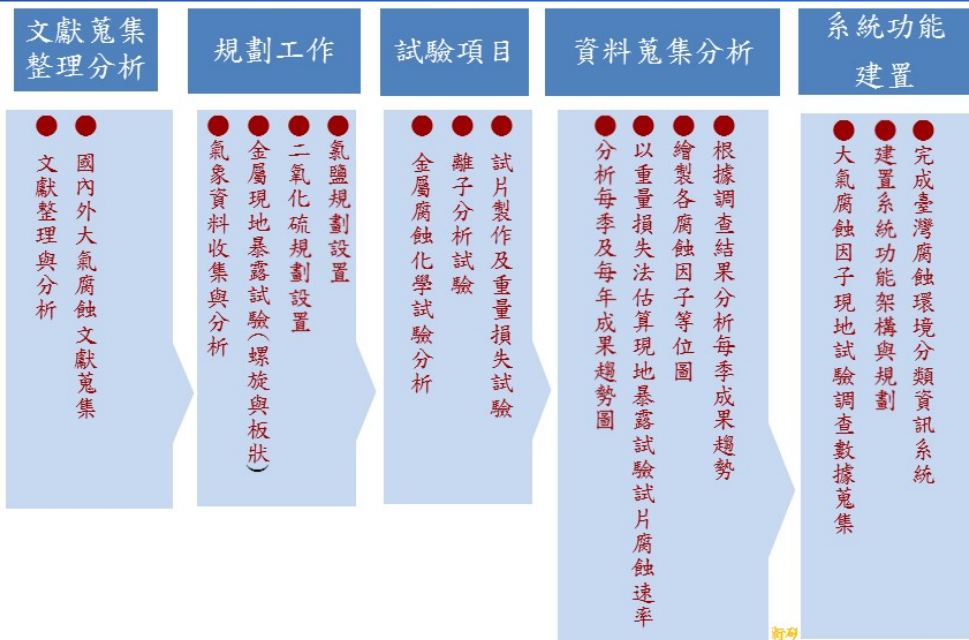 文獻蒐集
整理分析
國內外大氣腐蝕文獻蒐集
文獻整理與分析
規劃工作
氯鹽規劃設置
二氧化硫規劃設置
金屬現地暴露試驗(螺旋與板狀)
氣象資料收集與分析
試驗項目
試片製作及重量損失試驗
離子分析試驗
金屬腐蝕化學試驗分析
資料蒐集分析
根據調查結果分析每季成果趨勢
繪製各腐蝕因子等位圖
以重量損失法估算現地暴露試驗試片腐蝕速率
分析每季及每年成果趨勢圖
系統功能
建置
完成臺灣腐蝕環境分類資訊系統
建置系統功能架構與規劃
大氣腐蝕因子現地試驗調查數據蒐集